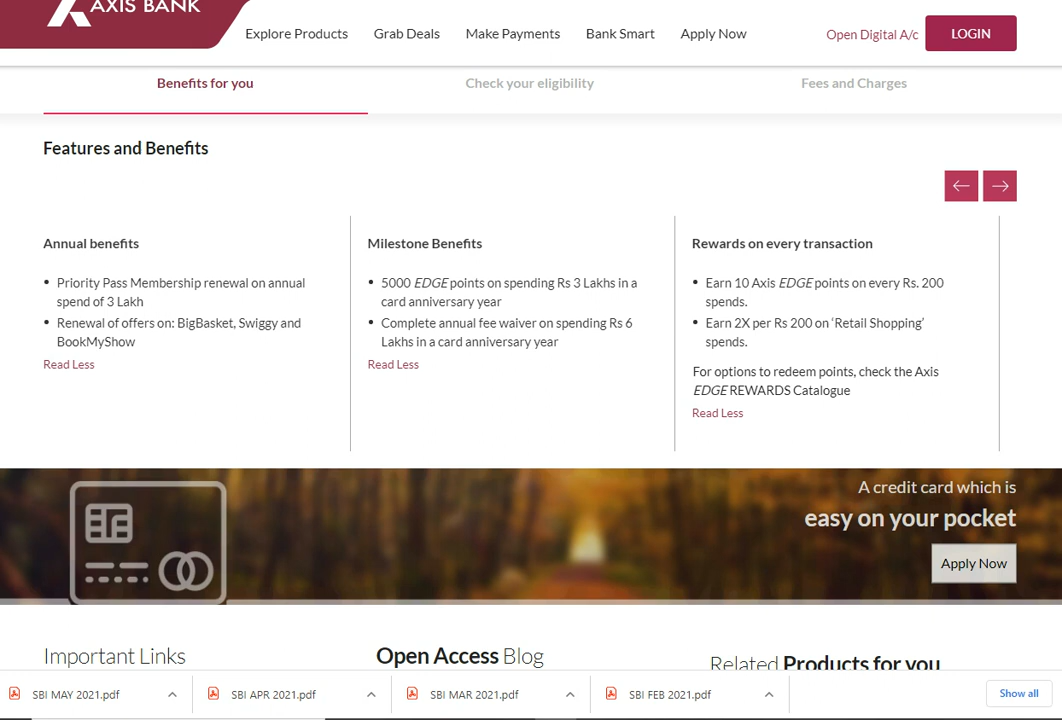 AXIS BANK
Explore Products
Grab Deals
Make Payments
Bank Smart
Apply Now
Open Digital A/c
LOGIN
Benefits for you
Check your eligibility
Fees and Charges
Features and Benefits
Annual benefits
Priority Pass Membership renewal on annual
spend of 3 Lakh
Renewal of offers on: BigBasket, Swiggy and
BookMyShow
Read Less
Milestone Benefits
5000 EDGE points on spending Rs 3 Lakhs in a
card anniversary year
Complete annual fee waiver on spending Rs 6
Lakhs in a card anniversary year
Read Less
Rewards on every transaction
Earn 10 Axis EDGE points on every Rs. 200
spends.
Earn 2X per Rs 200 on ‘Retail Shopping’
spends.
For options to redeem points, check the Axis
EDGE REWARDS Catalogue
Read Less
A credit card which is
easy on your pocket
Apply Now
Important Links
Open Access Blog
Related Products for you
SBI MAY 2021.pdf
SBI APR 2021.pdf
SBI MAR 2021.pdf
SBI FEB 2021.pdf
Show all